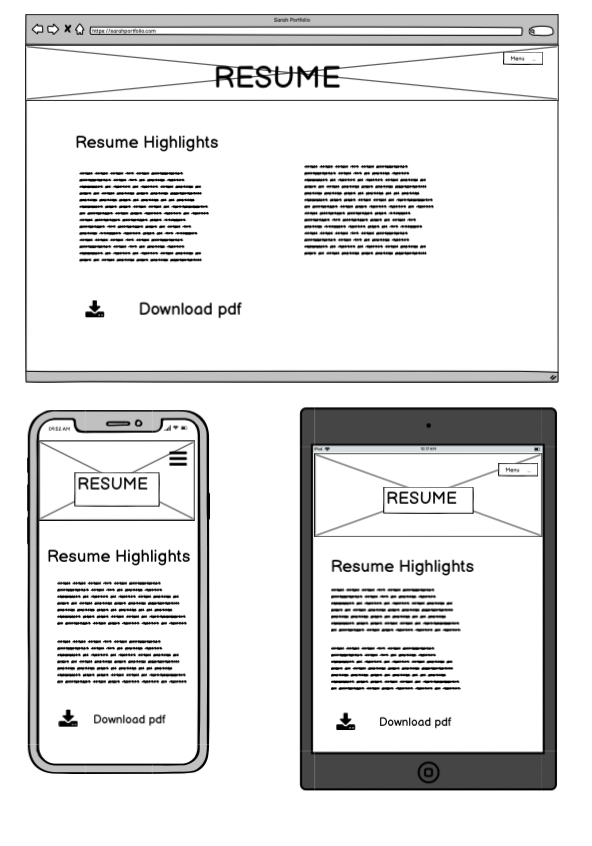 Sarah Portfolio
https://sarahportfolio.com
Menu ...
RESUME
Resume Highlights
Download pdf
09:52 AM
RESUME
Resume Highlights
Download pdf
iPad
10:17 AM
Menu ...
RESUME
Resume Highlights
Download pdf